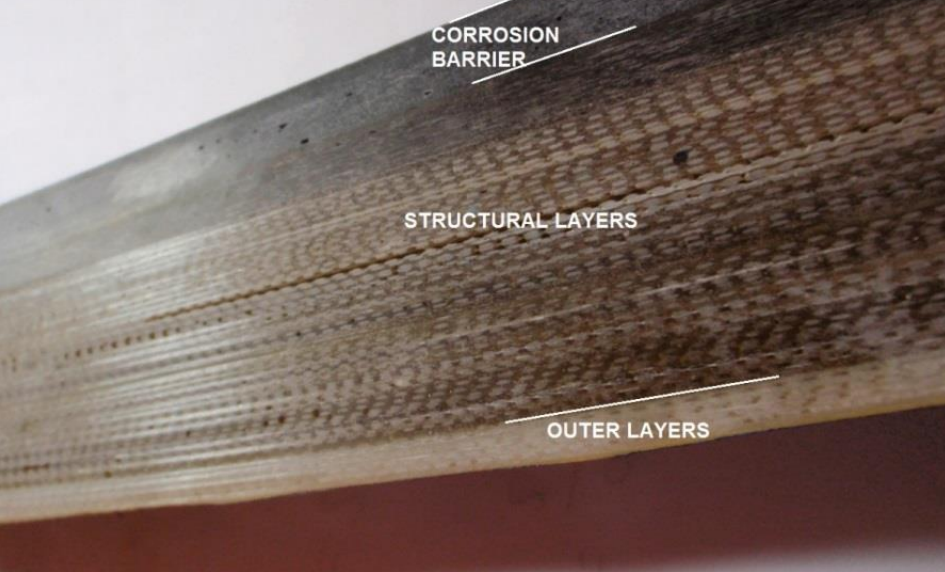 CORROSION
BARRIER
STRUCTURAL LAYERS
OUTER LAYERS